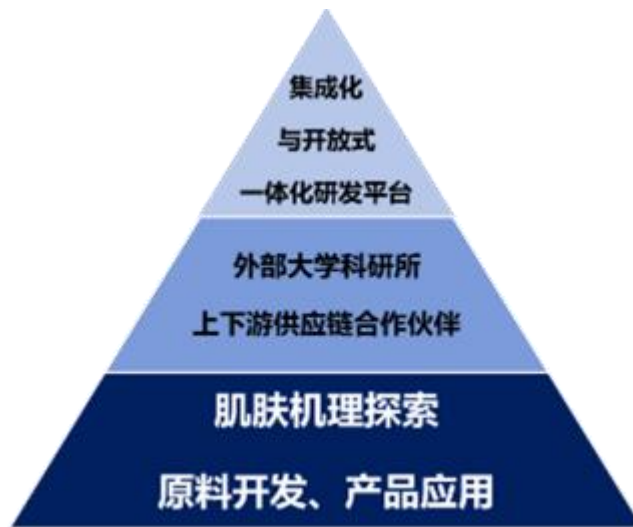 集成化
与开放式
一体化研发平台
外部大学科研所
上下游供应链合作伙伴
肌肤机理探索
原料开发、产品应用